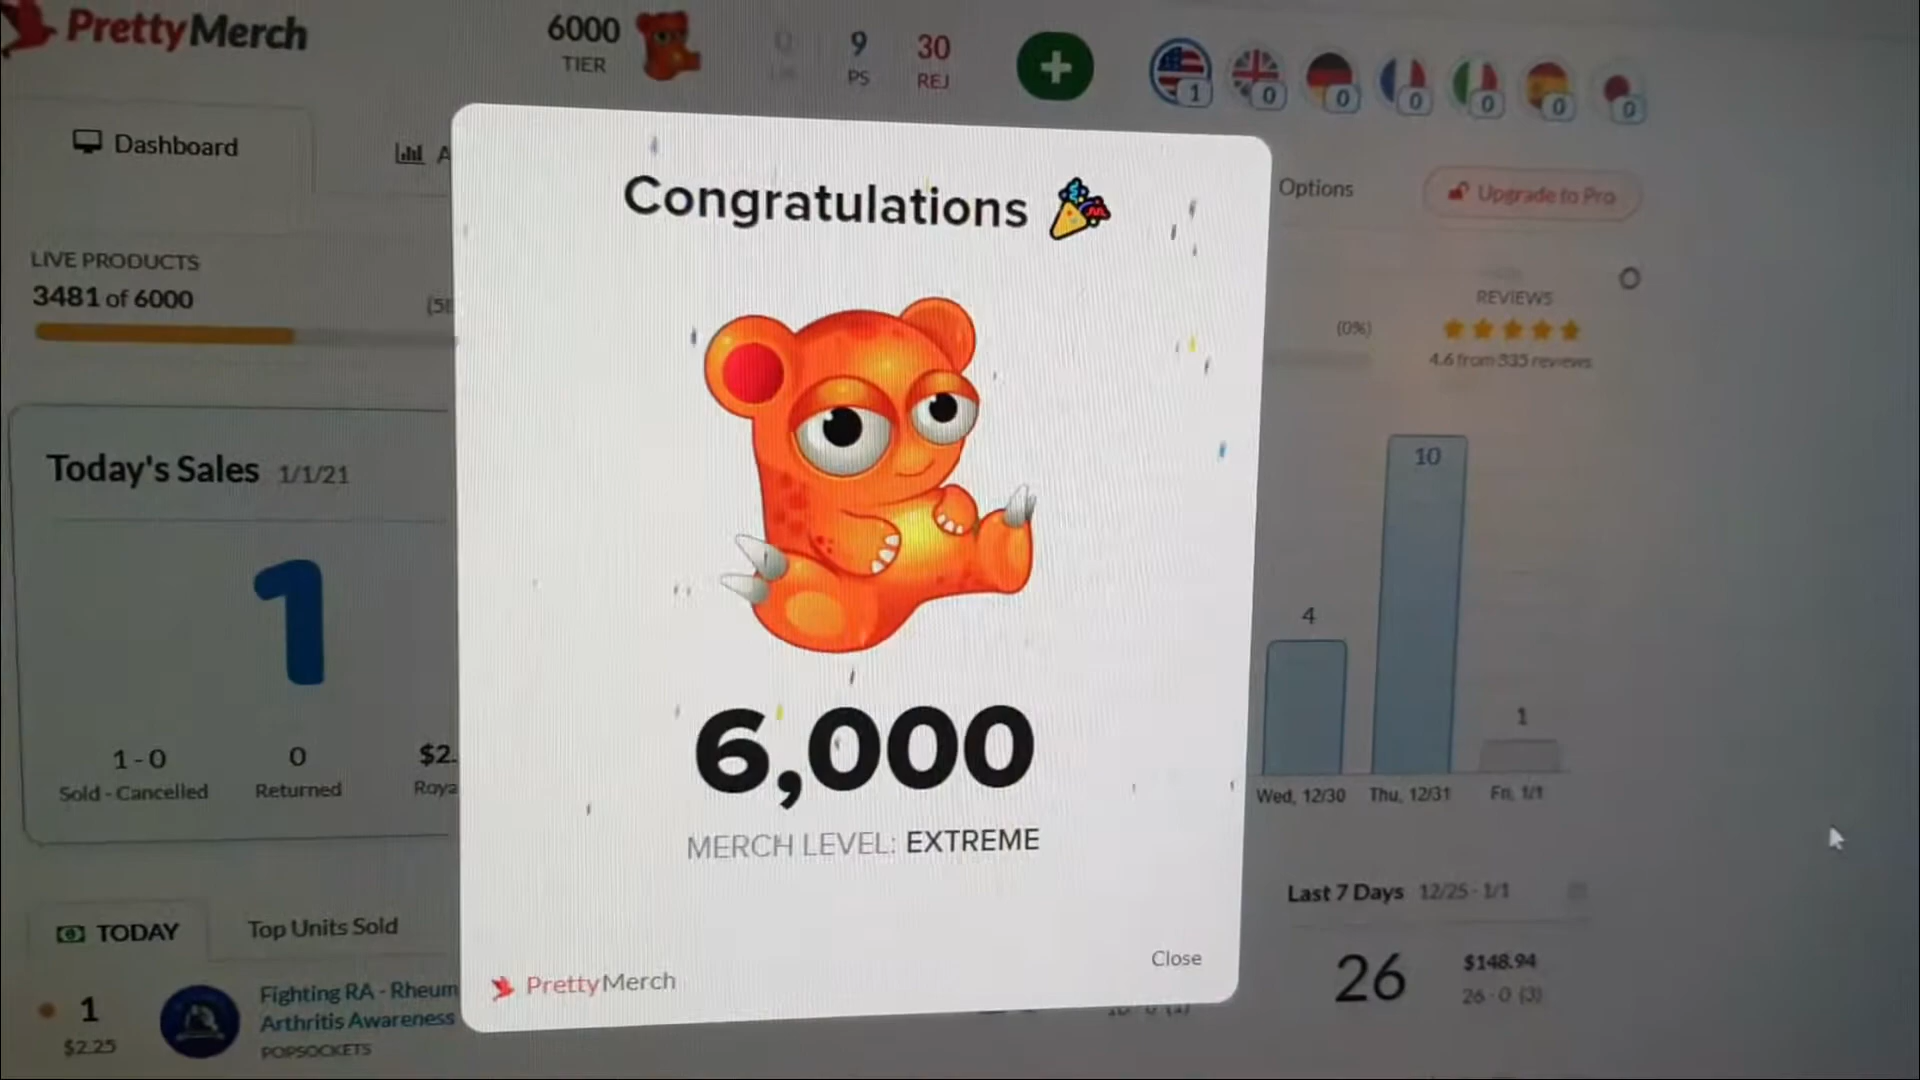 PrettyMerch
6000
TIER
9
PS
30
REJ
1
0
0
0
0
0
0
Dashboard
Options
Upgrade to Pro
LIVE PRODUCTS
3481 of 6000
(0%)
REVIEWS
4.6 from 335 reviews
Congratulations
6,000
MERCH LEVEL: EXTREME
Close
PrettyMerch
Today's Sales 1/1/21
1
1 - 0
Sold - Cancelled
0
Returned
$2.
Roya
10
4
1
Wed, 12/30
Thu, 12/31
Fri, 1/1
TODAY
Top Units Sold
1
$2.25
Fighting RA - Rheum
Arthritis Awareness
POPSOCKETS
Last 7 Days 12/25 - 1/1
26
$148.94
26 - 0 (3)